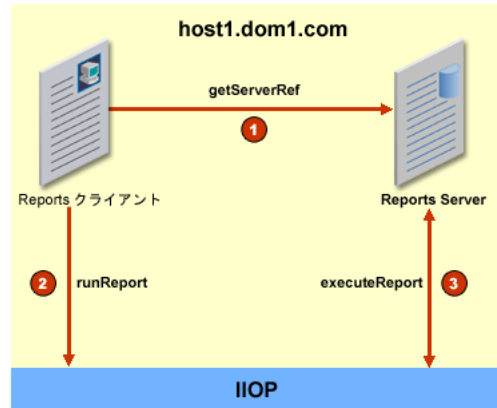 host1.dom1.com
getServerRef
1
Reports クライアント
Reports Server
2
runReport
executeReport
3
IIOP